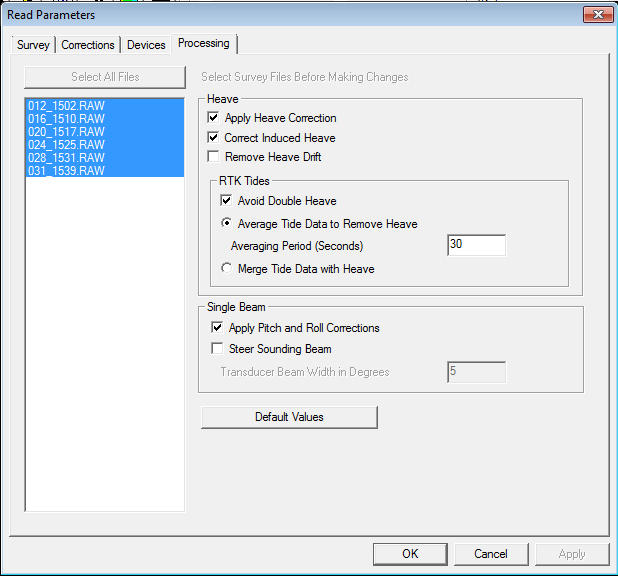 Read Parameters
Survey Corrections Devices Processing
Select All Files
Select Survey Files Before Making Changes
012_1502.RAW
016_1510.RAW
020_1517.RAW
024_1525.RAW
028_1531.RAW
031_1539.RAW
Heave
Apply Heave Correction
Correct Induced Heave
Remove Heave Drift
RTK Tides
Avoid Double Heave
Average Tide Data to Remove Heave
Averaging Period (Seconds) 30
Merge Tide Data with Heave
Single Beam
Apply Pitch and Roll Corrections
Steer Sounding Beam
Transducer Beam Width in Degrees 5
Default Values
OK Cancel Apply